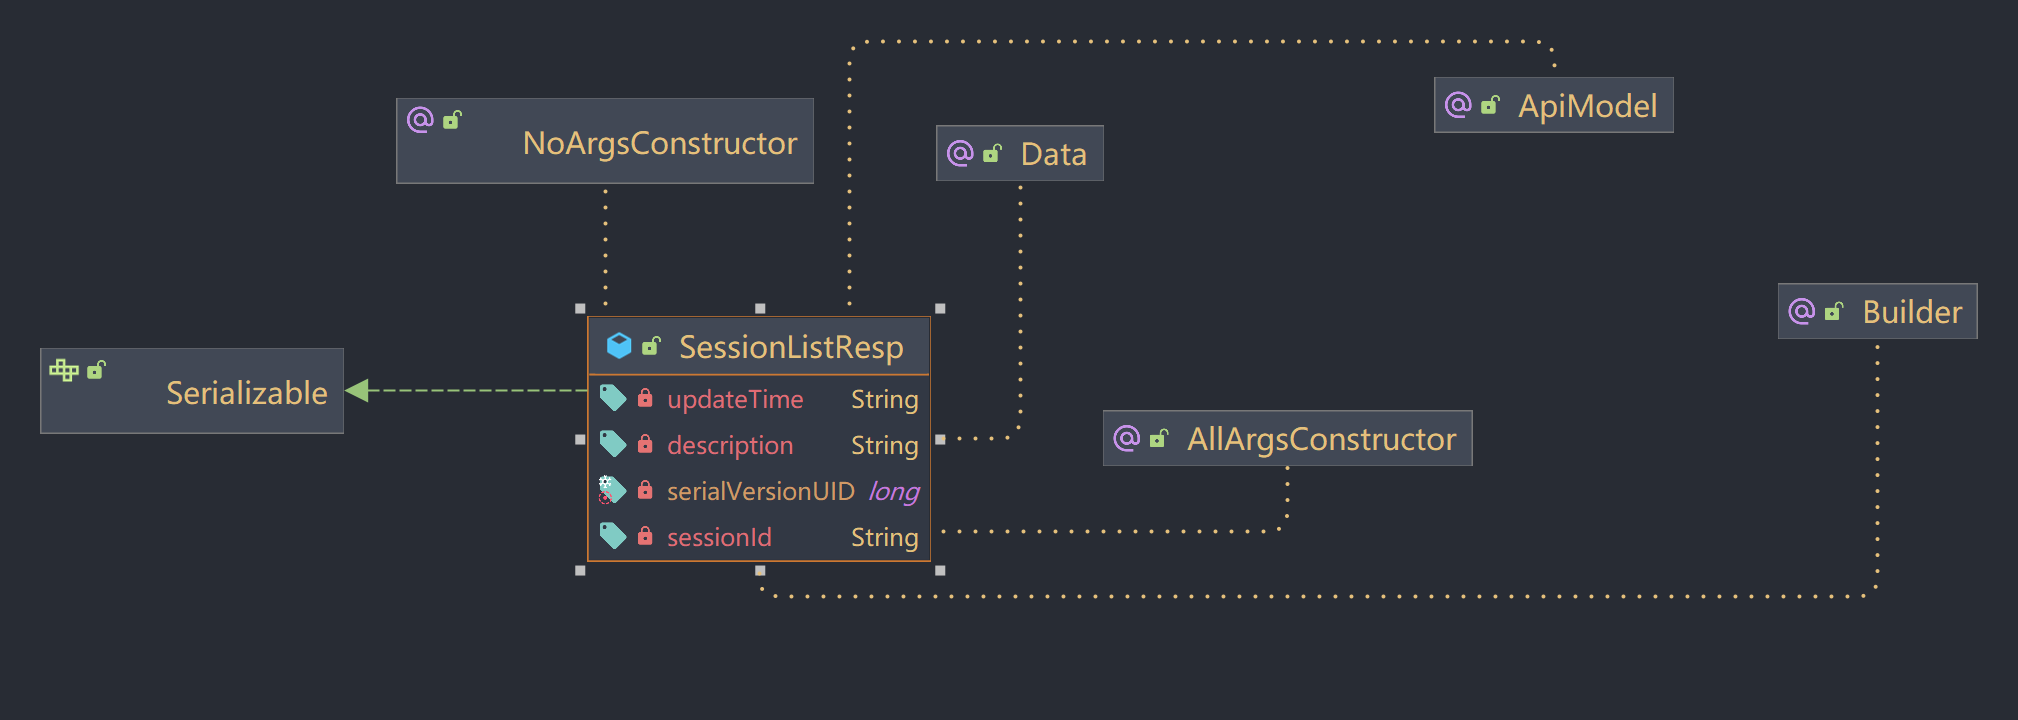 ApiModel
NoArgsConstructor
Data
Builder
SessionListResp
Serializable
updateTime String
description String
serialVersionUID long
sessionId String
AllArgsConstructor